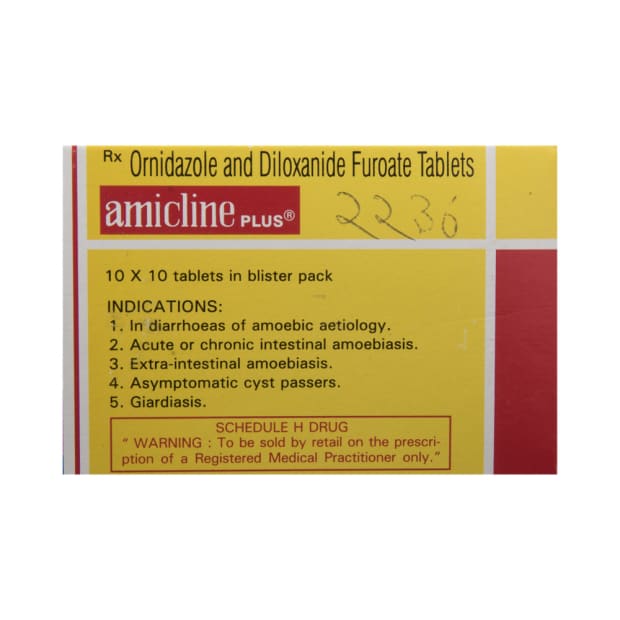 Rx Ornidazole and Diloxanide Furoate Tablets
amicline PLUS® 2236
10 X 10 tablets in blister pack
INDICATIONS:
1. In diarrhoeas of amoebic aetiology.
2. Acute or chronic intestinal amoebiasis.
3. Extra-intestinal amoebiasis.
4. Asymptomatic cyst passers.
5. Giardiasis.
SCHEDULE H DRUG
“ WARNING : To be sold by retail on the prescri-
ption of a Registered Medical Practitioner only.”